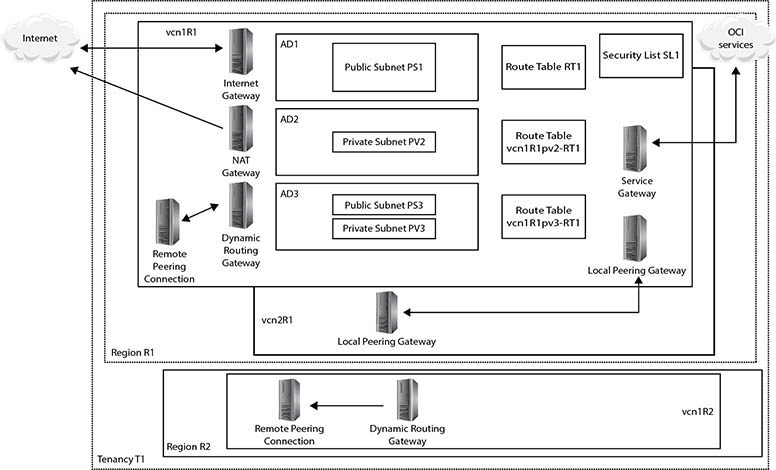 Internet
vcn1R1
Internet
Gateway
NAT
Gateway
Remote
Peering
Connection
Dynamic
Routing
Gateway
AD1
Public Subnet PS1
AD2
Private Subnet PV2
AD3
Public Subnet PS3
Private Subnet PV3
Route Table RT1
Route Table
vcn1R1pv2-RT1
Route Table
vcn1R1pv3-RT1
Security List SL1
OCI
services
Service
Gateway
Local Peering Gateway
vcn2R1
Local Peering Gateway
Region R1
Remote Peering
Connection
Dynamic Routing
Gateway
vcn1R2
Region R2
Tenancy T1